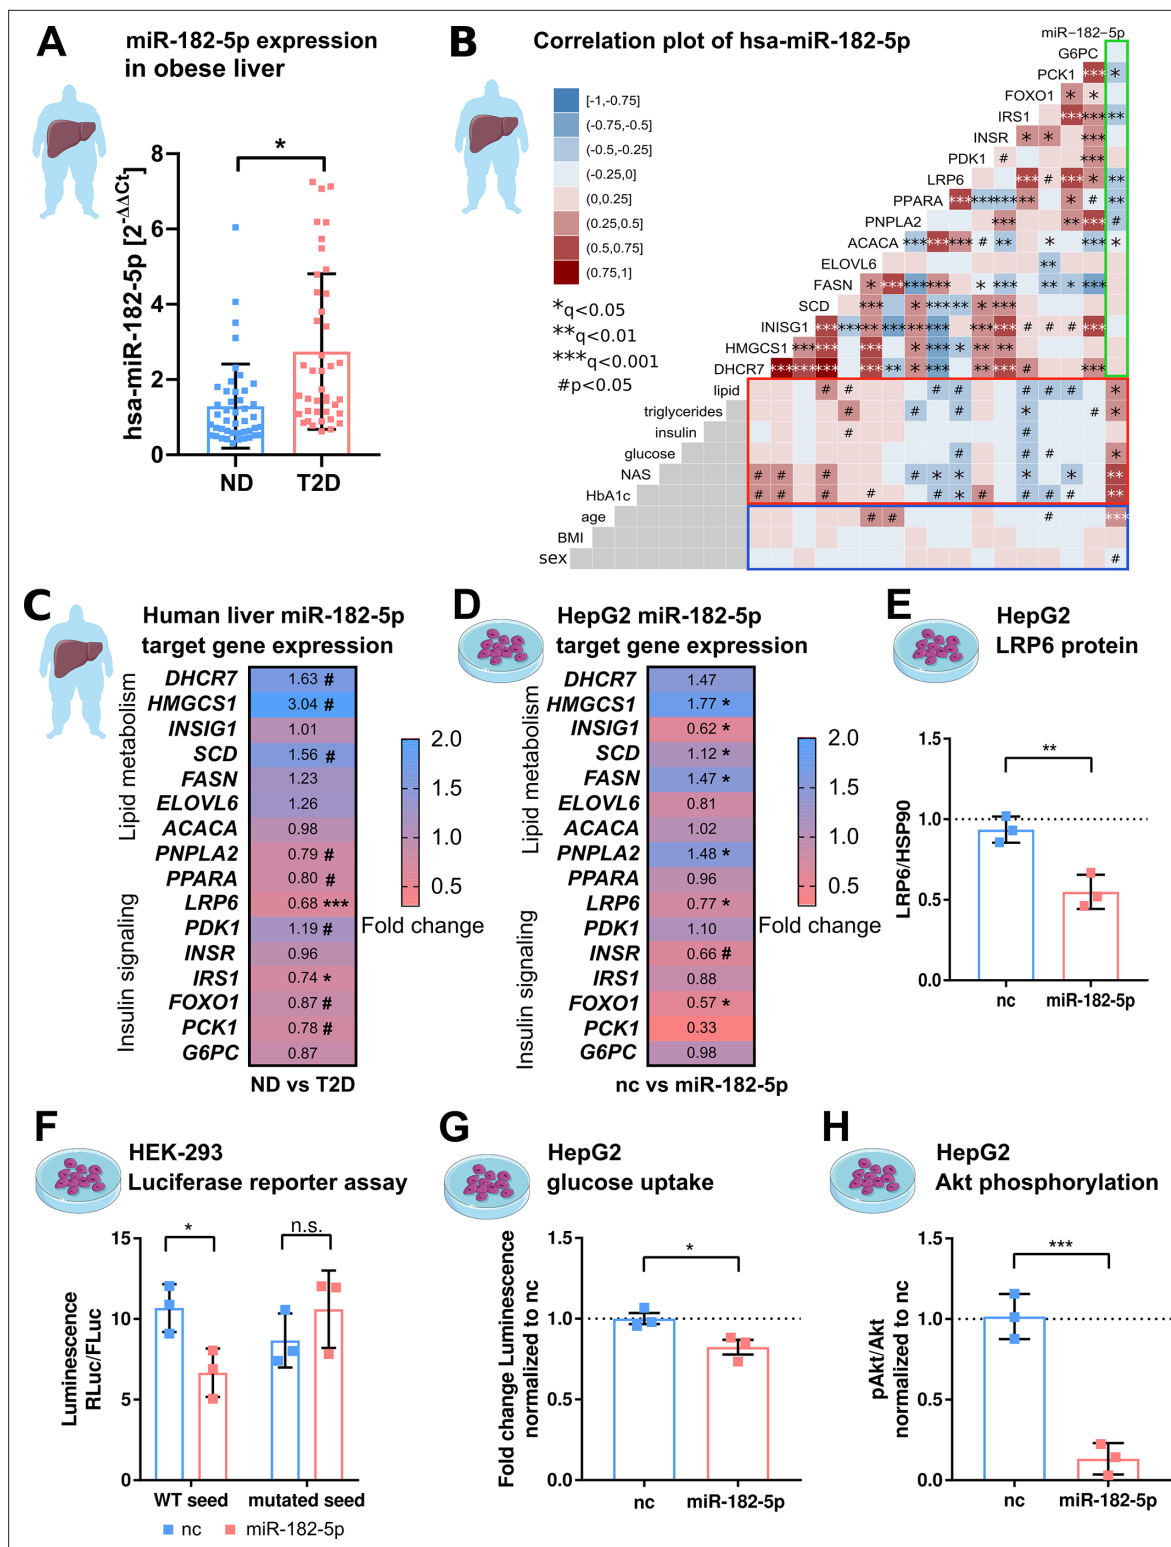 A
miR-182-5p expression
in obese liver
hsa-miR-182-5p [2^-ΔΔCt]
8
6
4
2
0
*
ND
T2D
B
Correlation plot of hsa-miR-182-5p
[-1,-0.75]
(-0.75,-0.5]
(-0.5,-0.25]
(-0.25,0]
(0,0.25]
(0.25,0.5]
(0.5,0.75]
(0.75,1]
*q<0.05
**q<0.01
***q<0.001
#p<0.05
miR-182-5p
G6PC
PCK1
FOXO1
IRS1
INSR
PDK1
LRP6
PPARA
PNPLA2
ACACA
ELOVL6
FASN
SCD
INISG1
HMGCS1
DHCR7
lipid
triglycerides
insulin
glucose
NAS
HbA1c
age
BMI
sex
C
Human liver miR-182-5p
target gene expression
Lipid metabolism
Insulin signaling
DHCR7 1.63 #
HMGCS1 3.04 #
INSIG1 1.01
SCD 1.56 #
FASN 1.23
ELOVL6 1.26
ACACA 0.98
PNPLA2 0.79 #
PPARA 0.80 #
LRP6 0.68 ***
PDK1 1.19 #
INSR 0.96
IRS1 0.74 *
FOXO1 0.87 #
PCK1 0.78 #
G6PC 0.87
ND vs T2D
2.0
1.5
1.0
0.5
Fold change
D
HepG2 miR-182-5p
target gene expression
Lipid metabolism
Insulin signaling
DHCR7 1.47
HMGCS1 1.77 *
INSIG1 0.62 *
SCD 1.12 *
FASN 1.47 *
ELOVL6 0.81
ACACA 1.02
PNPLA2 1.48 *
PPARA 0.96
LRP6 0.77 *
PDK1 1.10
INSR 0.66 #
IRS1 0.88
FOXO1 0.57 *
PCK1 0.33
G6PC 0.98
nc vs miR-182-5p
2.0
1.5
1.0
0.5
Fold change
E
HepG2
LRP6 protein
LRP6/HSP90
1.5
1.0
0.5
0.0
**
nc
miR-182-5p
F
HEK-293
Luciferase reporter assay
Luminescence
RLuc/FLuc
15
10
5
0
*
n.s.
WT seed
mutated seed
nc
miR-182-5p
G
HepG2
glucose uptake
Fold change Luminescence
normalized to nc
1.5
1.0
0.5
0.0
*
nc
miR-182-5p
H
HepG2
Akt phosphorylation
pAkt/Akt
normalized to nc
1.5
1.0
0.5
0.0
***
nc
miR-182-5p